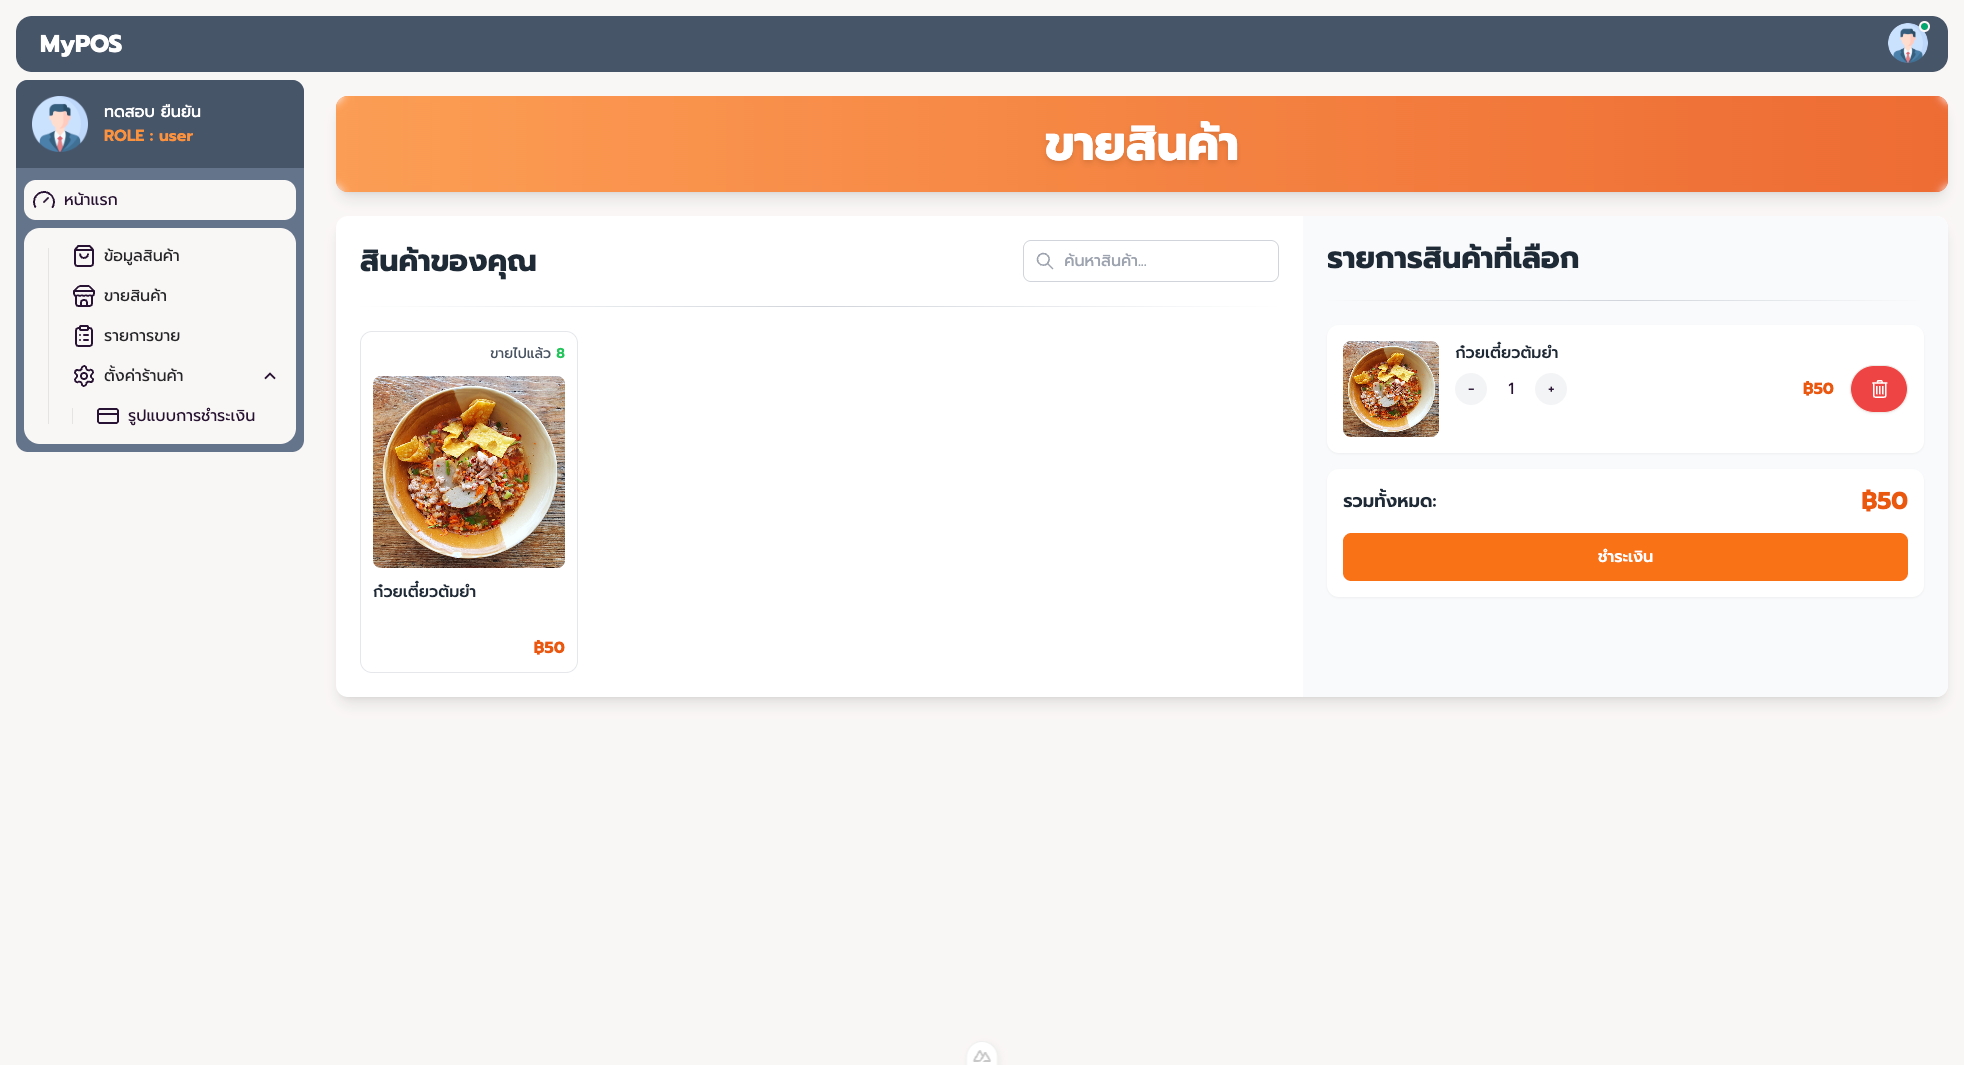 MyPOS
ทดสอบ ยืนยัน
ROLE : user
หน้าแรก
ข้อมูลสินค้า
ขายสินค้า
รายการขาย
ตั้งค่าร้านค้า
รูปแบบการชำระเงิน
ขายสินค้า
สินค้าของคุณ
ค้นหาสินค้า...
ขายไปแล้ว 8
ก๋วยเตี๋ยวต้มยำ
฿50
รายการสินค้าที่เลือก
ก๋วยเตี๋ยวต้มยำ
- 1 +
฿50
รวมทั้งหมด:
฿50
ชำระเงิน